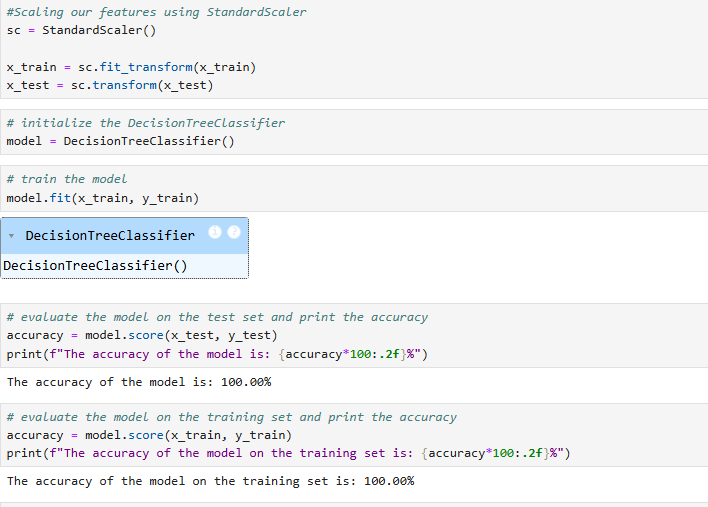 #Scaling our features using StandardScaler
sc = StandardScaler()
x_train = sc.fit_transform(x_train)
x_test = sc.transform(x_test)
# initialize the DecisionTreeClassifier
model = DecisionTreeClassifier()
# train the model
model.fit(x_train, y_train)
▾ DecisionTreeClassifier i ?
DecisionTreeClassifier()
# evaluate the model on the test set and print the accuracy
accuracy = model.score(x_test, y_test)
print(f"The accuracy of the model is: {accuracy*100:.2f}%")
The accuracy of the model is: 100.00%
# evaluate the model on the training set and print the accuracy
accuracy = model.score(x_train, y_train)
print(f"The accuracy of the model on the training set is: {accuracy*100:.2f}%")
The accuracy of the model on the training set is: 100.00%